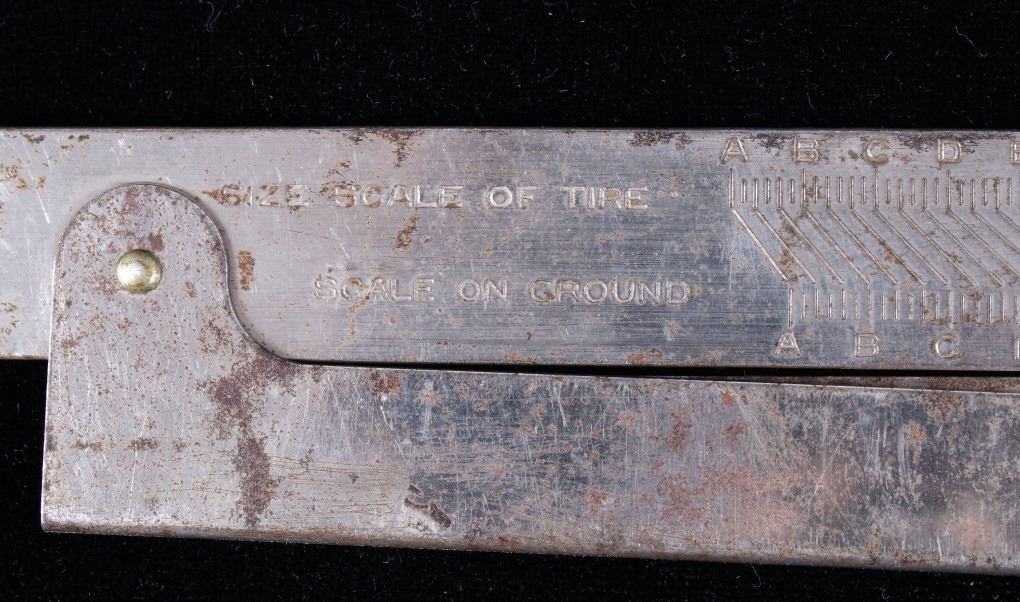 A B C D E
SIZE SCALE OF TIRE
SCALE ON GROUND
A B C